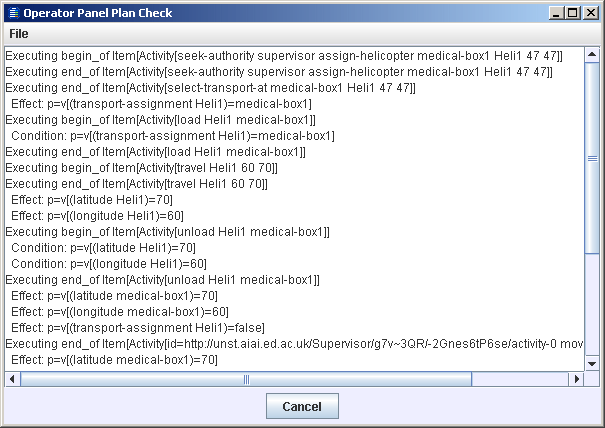 Operator Panel Plan Check
File
Executing begin_of Item[Activity[seek-authority supervisor assign-helicopter medical-box1 Heli1 47 47]]
Executing end_of Item[Activity[seek-authority supervisor assign-helicopter medical-box1 Heli1 47 47]]
Executing end_of Item[Activity[select-transport-at medical-box1 Heli1 47 47]]
Effect: p=v[(transport-assignment Heli1)=medical-box1]
Executing begin_of Item[Activity[load Heli1 medical-box1]]
Condition: p=v[(transport-assignment Heli1)=medical-box1]
Executing end_of Item[Activity[load Heli1 medical-box1]]
Executing begin_of Item[Activity[travel Heli1 60 70]]
Executing end_of Item[Activity[travel Heli1 60 70]]
Effect: p=v[(latitude Heli1)=70]
Effect: p=v[(longitude Heli1)=60]
Executing begin_of Item[Activity[unload Heli1 medical-box1]]
Condition: p=v[(latitude Heli1)=70]
Condition: p=v[(longitude Heli1)=60]
Executing end_of Item[Activity[unload Heli1 medical-box1]]
Effect: p=v[(latitude medical-box1)=70]
Effect: p=v[(longitude medical-box1)=60]
Effect: p=v[(transport-assignment Heli1)=false]
Executing end_of Item[Activity[id=http://unst.aiai.ed.ac.uk/Supervisor/g7v~3QR/-2Gnes6tP6se/activity-0 mov
Effect: p=v[(latitude medical-box1)=70]
Cancel